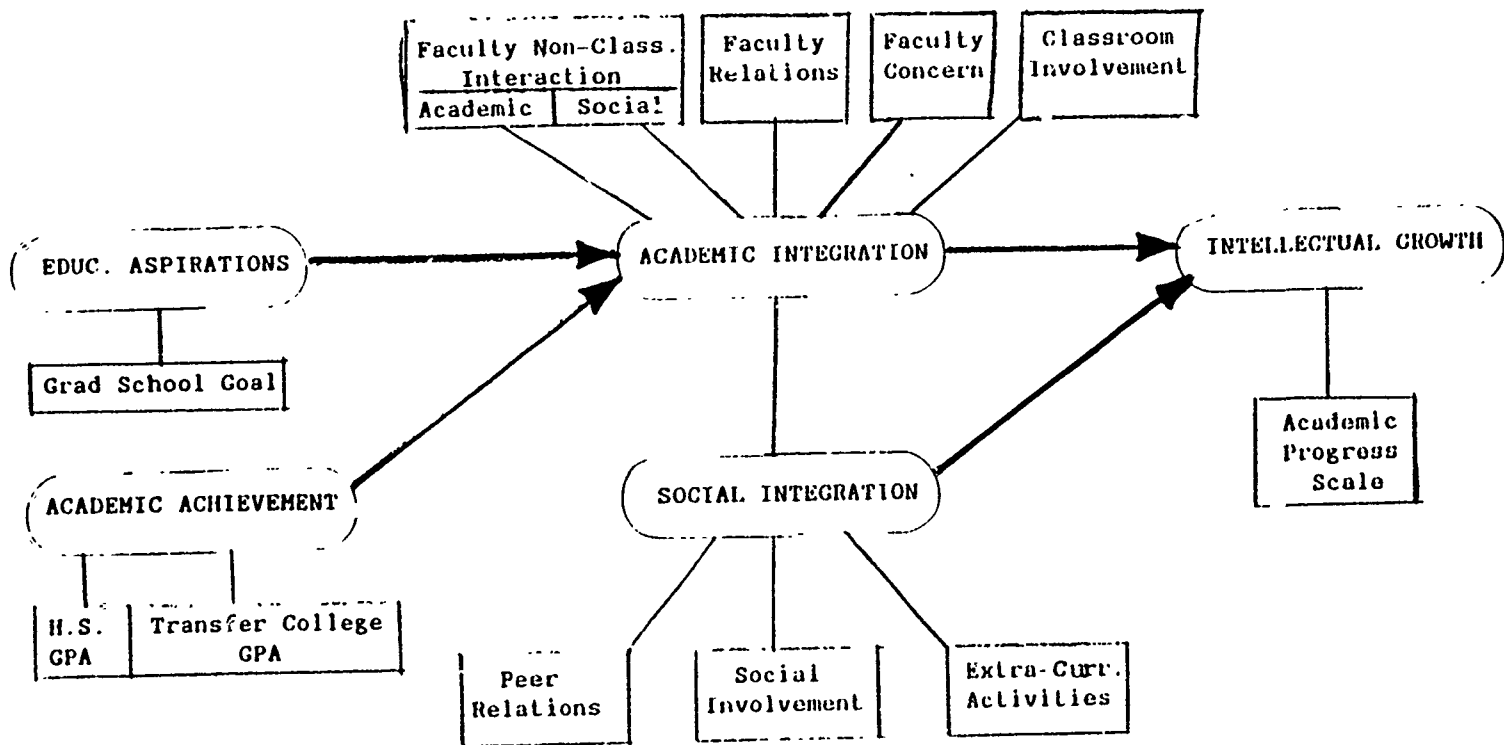 Faculty Non-Class.
Interaction
Academic
Social
Faculty
Relations
Faculty
Concern
Classroom
Involvement
EDUC. ASPIRATIONS
ACADEMIC INTEGRATION
INTELLECTUAL GROWTH
Grad School Goal
Academic
Progress
Scale
ACADEMIC ACHIEVEMENT
SOCIAL INTEGRATION
H.S.
GPA
Transfer College
GPA
Peer
Relations
Social
Involvement
Extra-Curr.
Activities